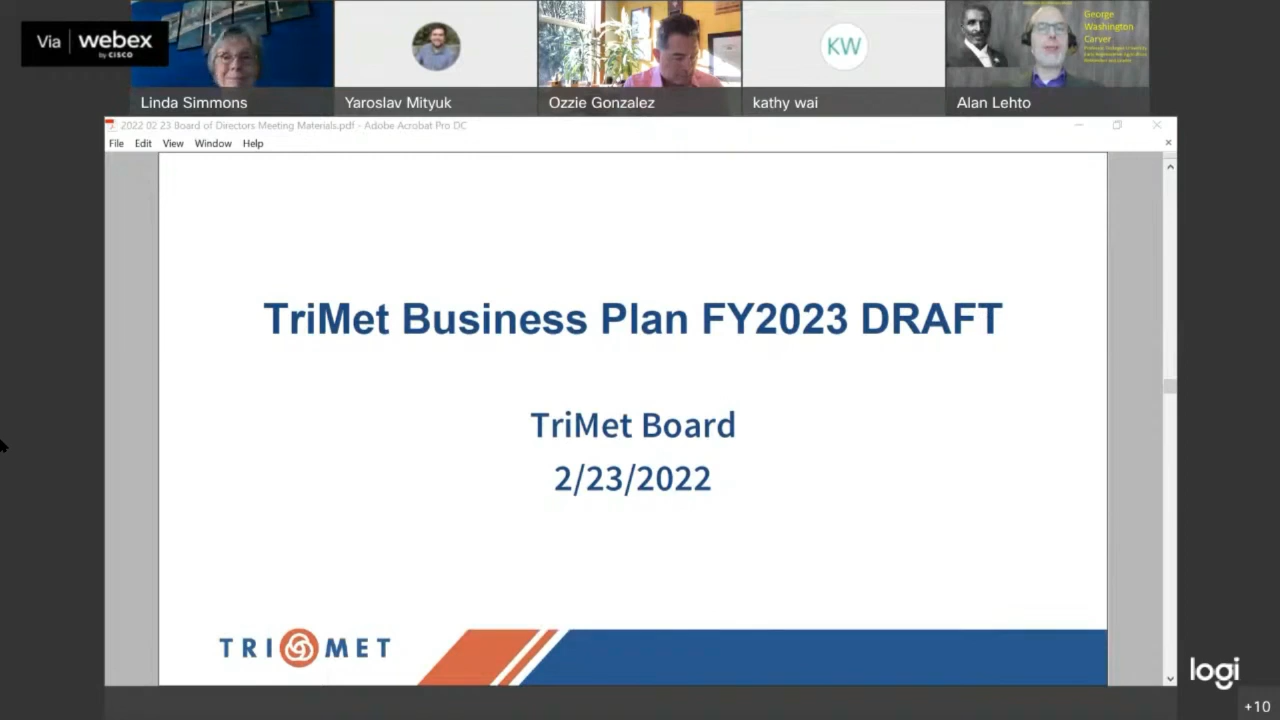 Via webex
by CISCO
George
Washington
Carver
KW
Linda Simmons
Yaroslav Mityuk
Ozzie Gonzalez
kathy wai
Alan Lehto
2022 02 23 Board of Directors Meeting Materials.pdf - Adobe Acrobat Pro DC
File Edit View Window Help
TriMet Business Plan FY2023 DRAFT
TriMet Board
2/23/2022
TRI MET
logi
+10